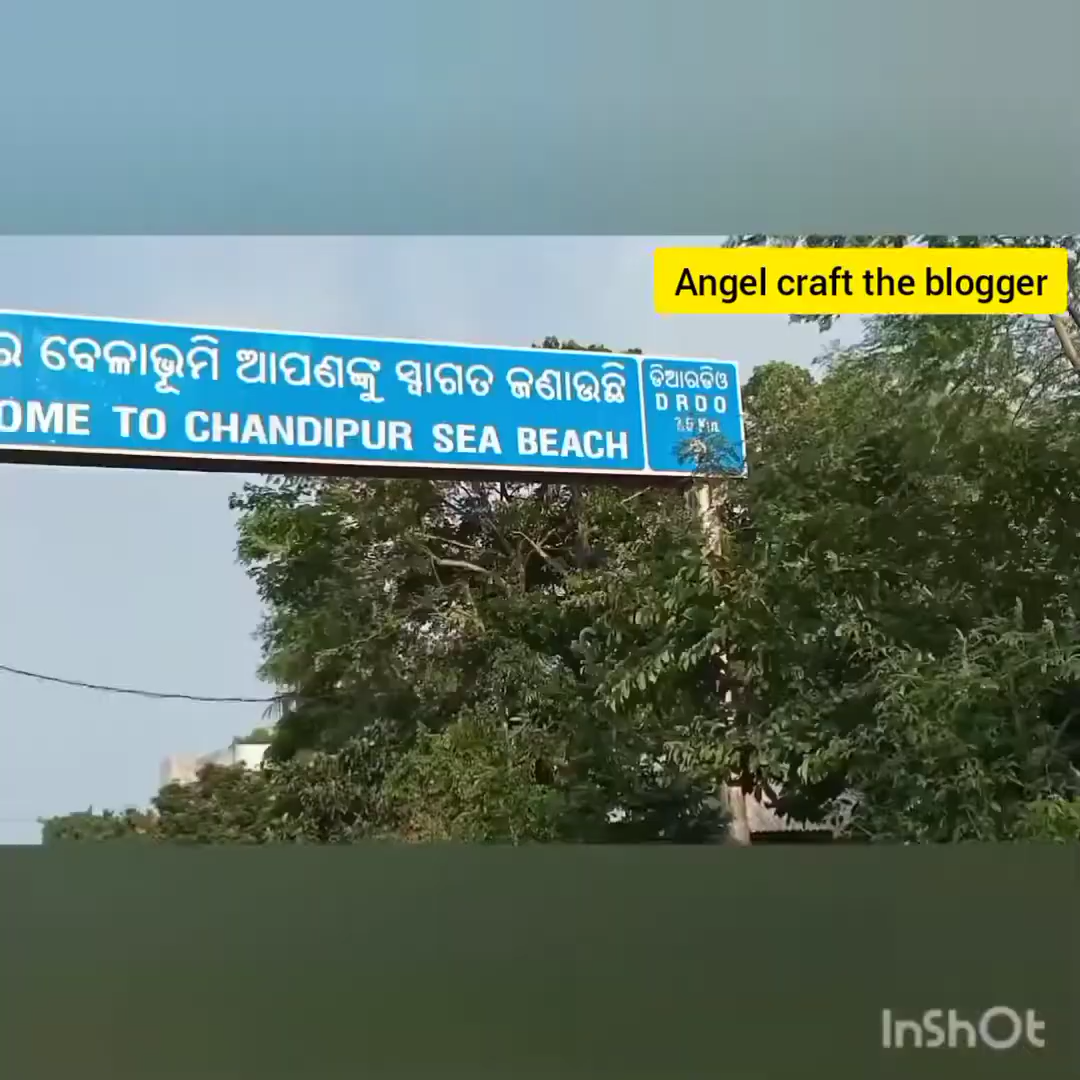 Angel craft the blogger
ବେଳାଭୂମି ଆପଣଙ୍କୁ ସ୍ୱାଗତ ଜଣାଉଛି
OME TO CHANDIPUR SEA BEACH
ଡିଆରଡିଓ
DRDO
InShOt